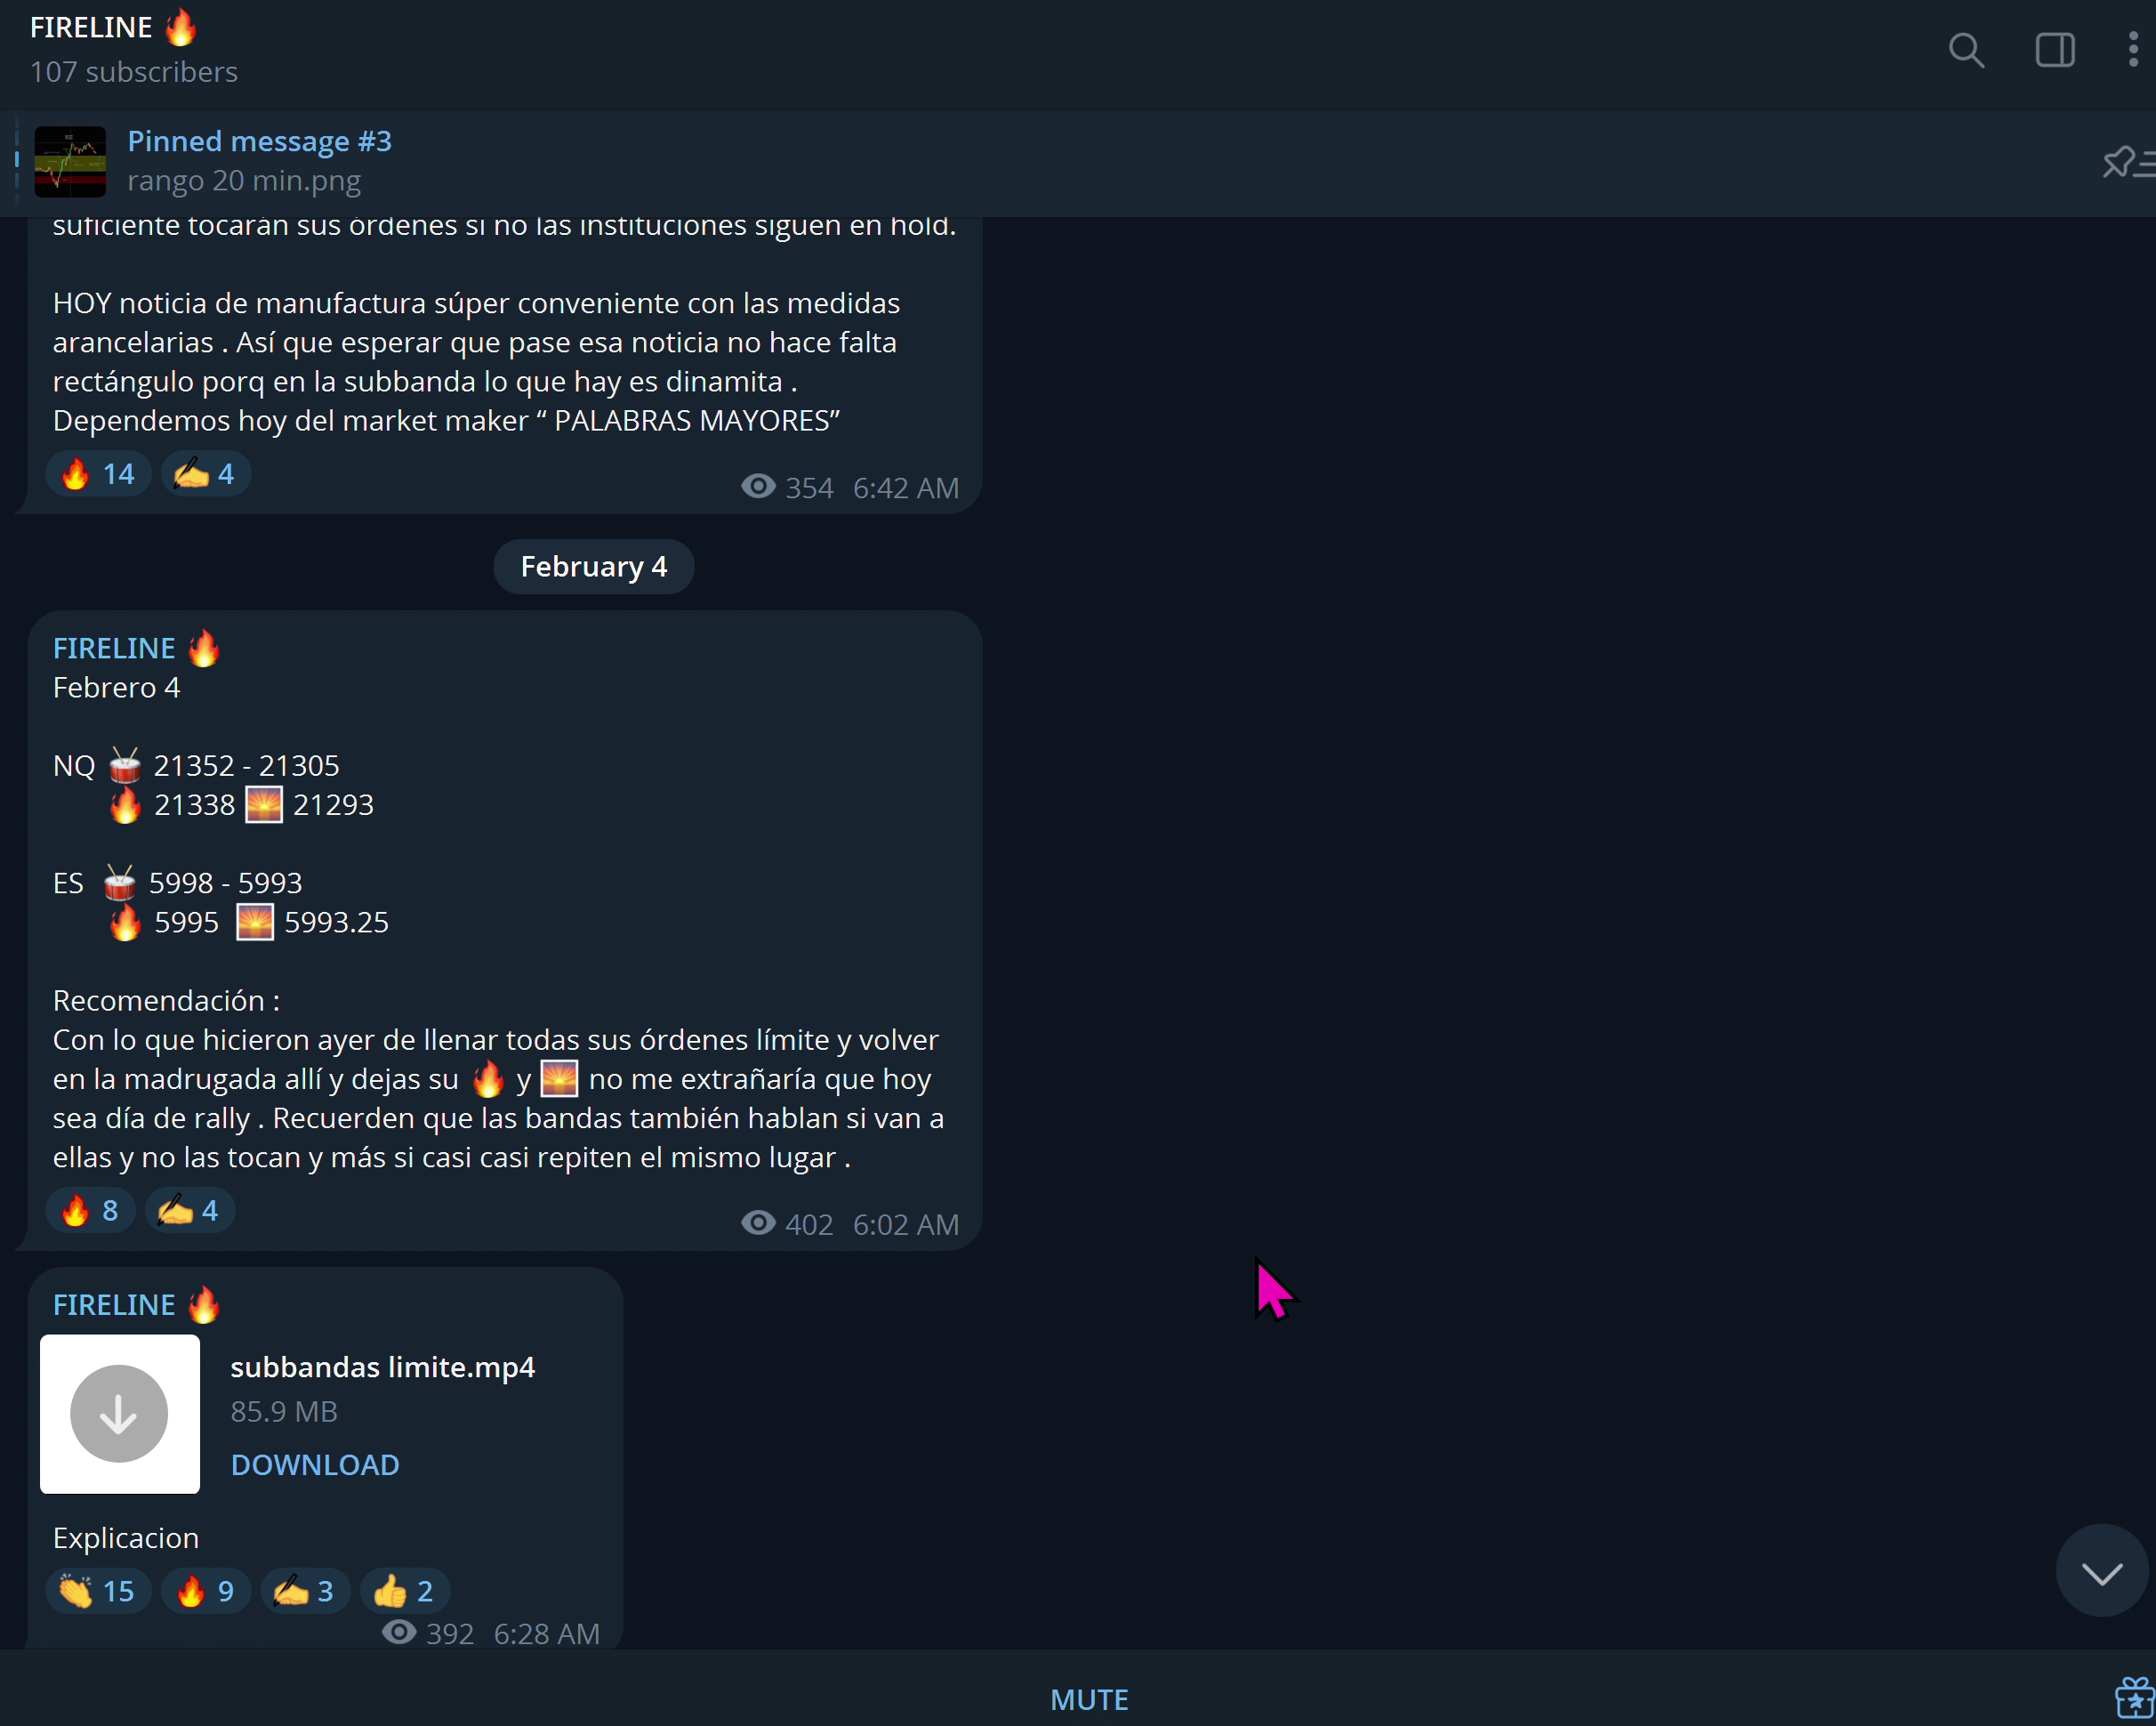 FIRELINE 🔥
107 subscribers
Pinned message #3
rango 20 min.png
suficiente tocarán sus órdenes si no las instituciones siguen en hold.
HOY noticia de manufactura súper conveniente con las medidas
arancelarias . Así que esperar que pase esa noticia no hace falta
rectángulo porq en la subbanda lo que hay es dinamita .
Dependemos hoy del market maker “ PALABRAS MAYORES”
🔥 14 ✍️ 4
354 6:42 AM
February 4
FIRELINE 🔥
Febrero 4
NQ 🥁 21352 - 21305
🔥 21338 🌅 21293
ES 🥁 5998 - 5993
🔥 5995 🌅 5993.25
Recomendación :
Con lo que hicieron ayer de llenar todas sus órdenes límite y volver
en la madrugada allí y dejas su 🔥 y 🌅 no me extrañaría que hoy
sea día de rally . Recuerden que las bandas también hablan si van a
ellas y no las tocan y más si casi casi repiten el mismo lugar .
🔥 8 ✍️ 4
402 6:02 AM
FIRELINE 🔥
subbandas limite.mp4
85.9 MB
DOWNLOAD
Explicacion
👏 15 🔥 9 ✍️ 3 👍 2
392 6:28 AM
MUTE